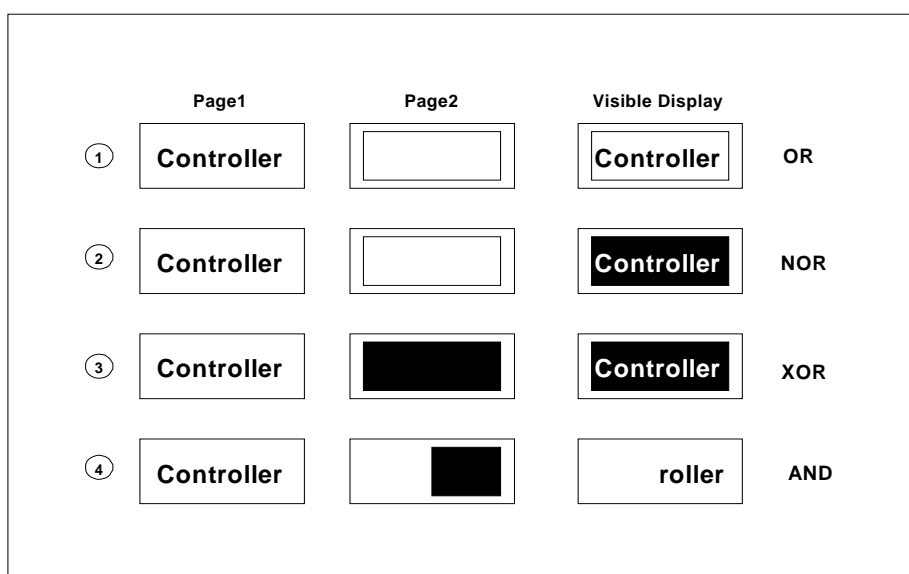 Page1 Page2 Visible Display
1 Controller Controller OR
2 Controller Controller NOR
3 Controller Controller XOR
4 Controller roller AND